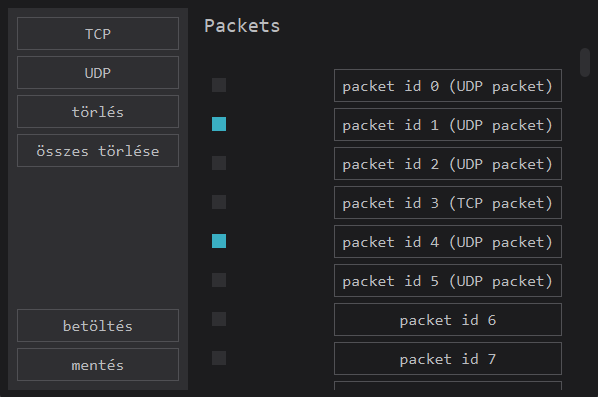 TCP
UDP
törlés
összes törlése
betöltés
mentés
Packets
packet id 0 (UDP packet)
packet id 1 (UDP packet)
packet id 2 (UDP packet)
packet id 3 (TCP packet)
packet id 4 (UDP packet)
packet id 5 (UDP packet)
packet id 6
packet id 7